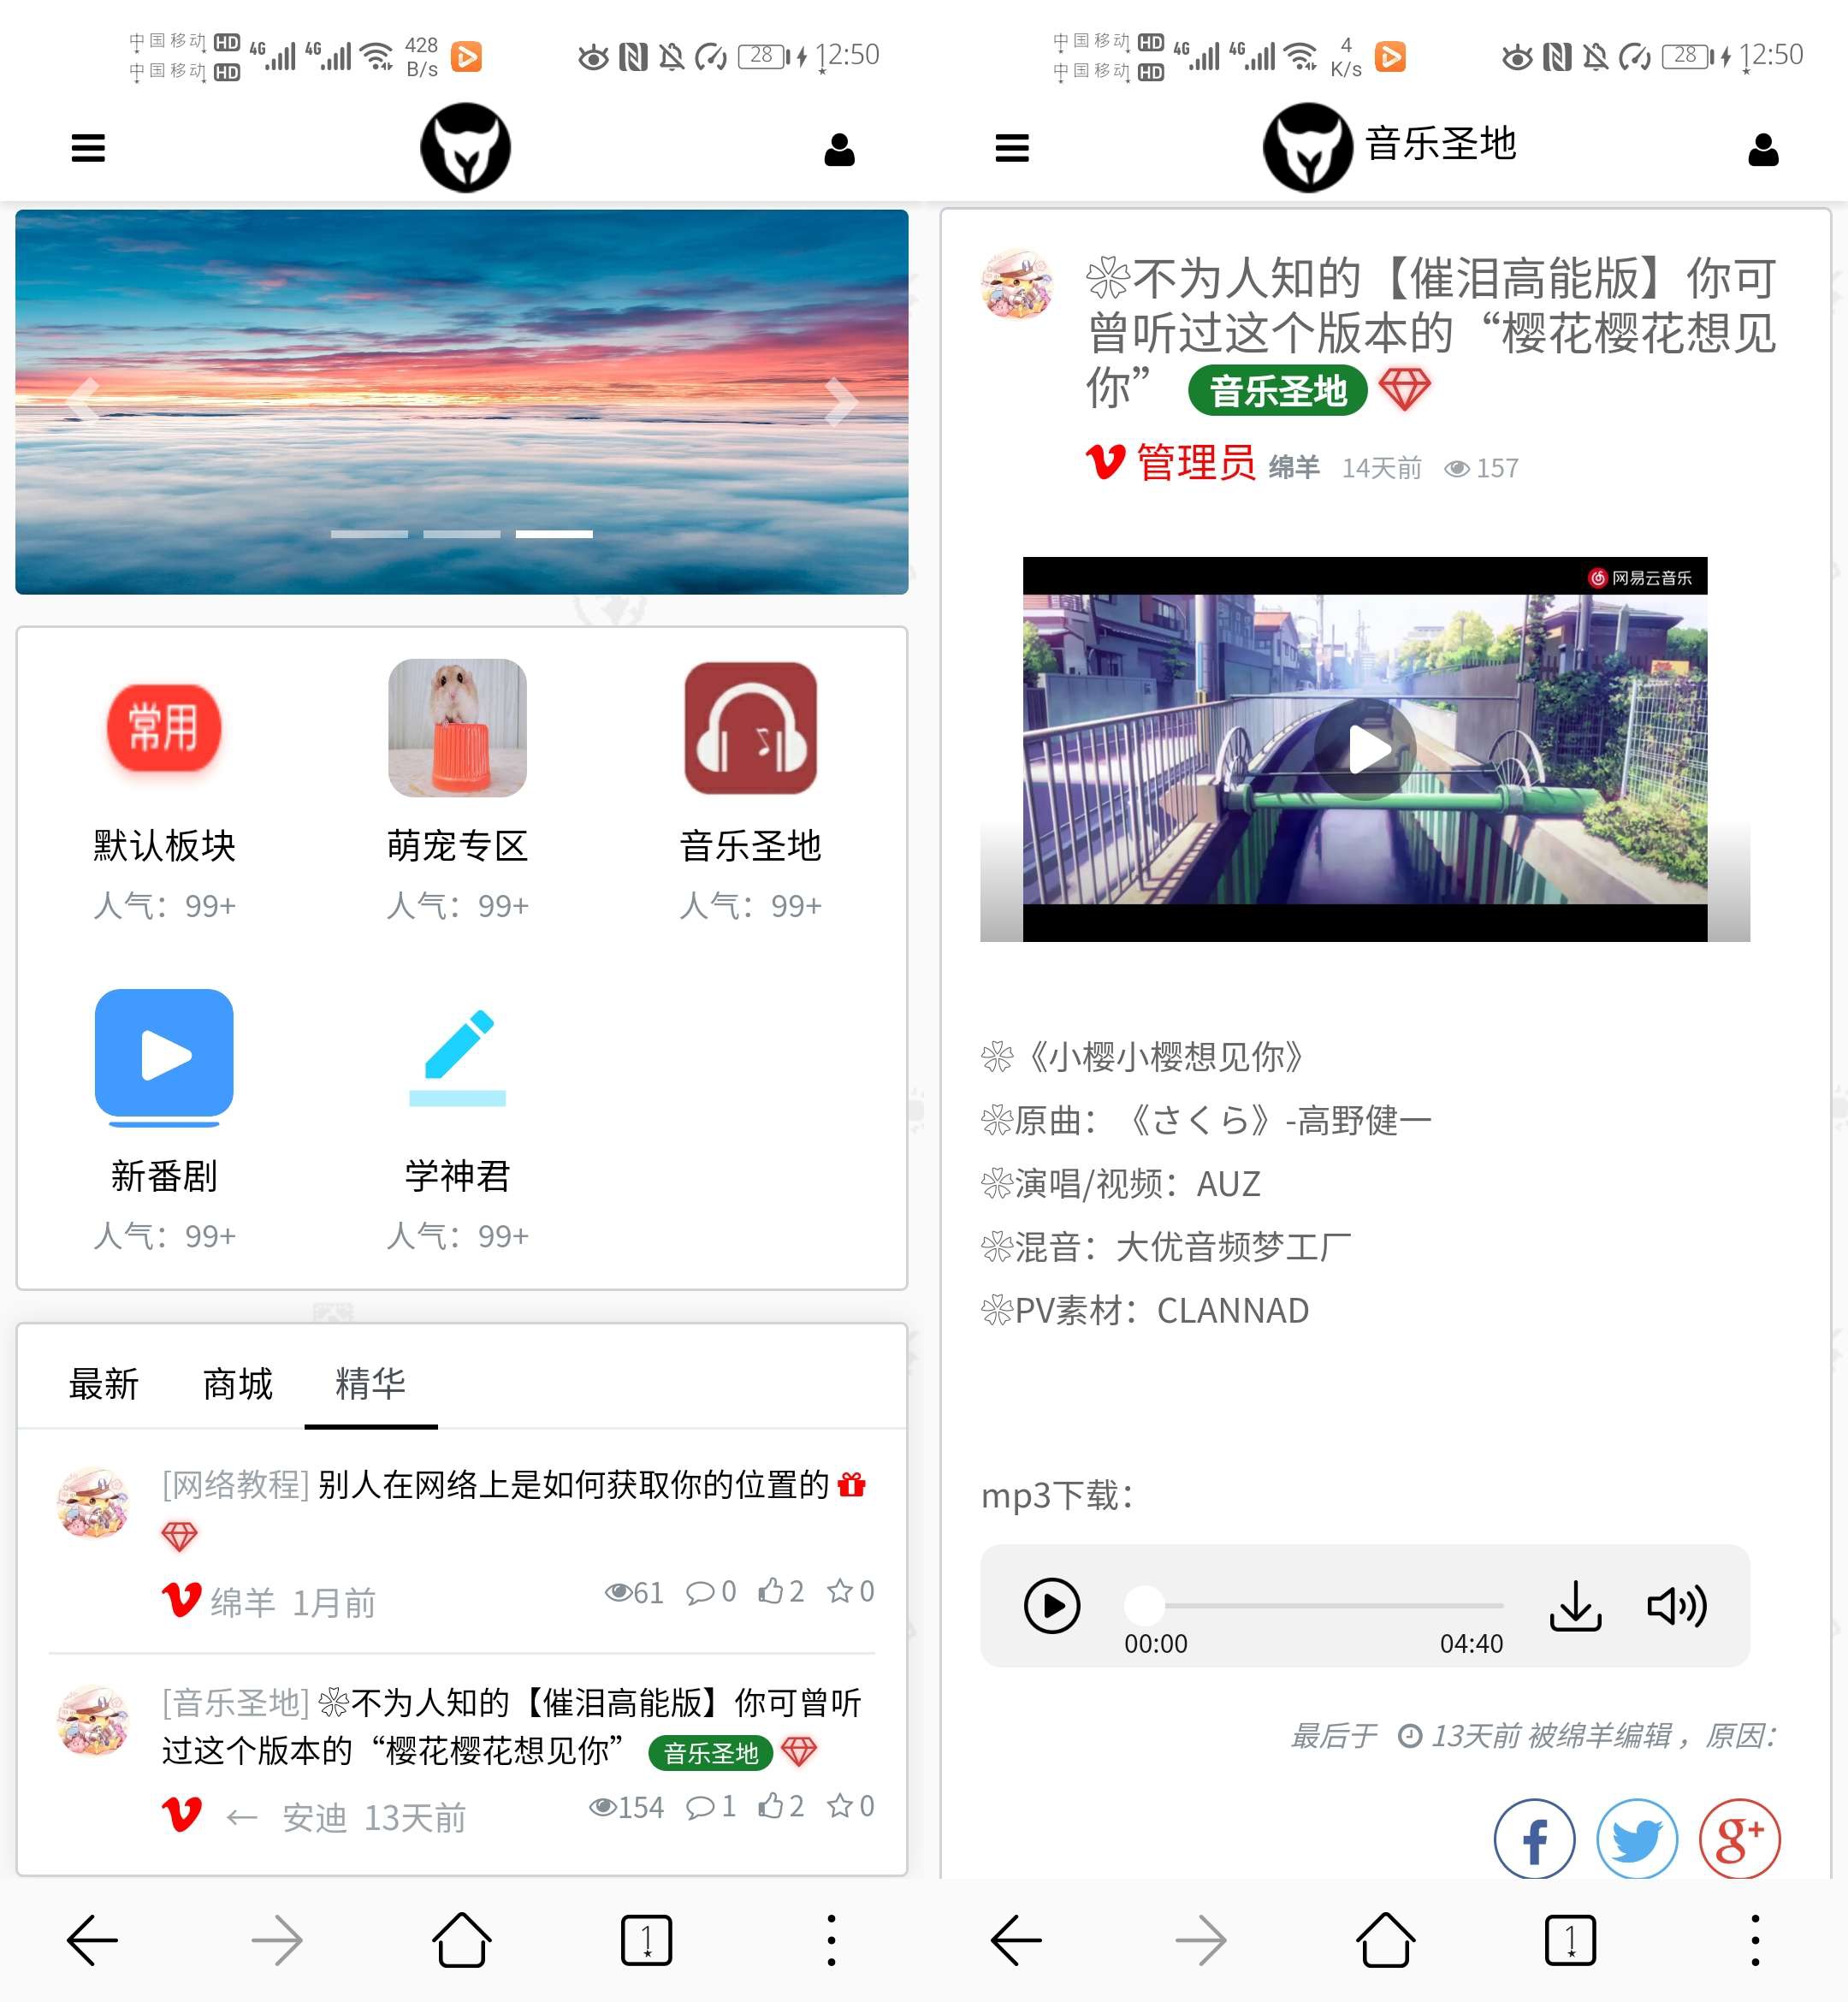 中国移动 HD 4G 4G 428 B/s 28 12:50
中国移动 HD
常用
默认板块 萌宠专区 音乐圣地
人气：99+ 人气：99+ 人气：99+
新番剧 学神君
人气：99+ 人气：99+
最新 商城 精华
[网络教程] 别人在网络上是如何获取你的位置的
绵羊 1月前 61 0 2 0
[音乐圣地] ❊不为人知的【催泪高能版】你可曾听
过这个版本的“樱花樱花想见你” 音乐圣地
← 安迪 13天前 154 1 2 0
1
中国移动 HD 4G 4G 4 K/s 28 12:50
中国移动 HD
音乐圣地
❊不为人知的【催泪高能版】你可
曾听过这个版本的“樱花樱花想见
你” 音乐圣地
管理员 绵羊 14天前 157
网易云音乐
❊《小樱小樱想见你》
❊原曲：《さくら》-高野健一
❊演唱/视频：AUZ
❊混音：大优音频梦工厂
❊PV素材：CLANNAD
mp3下载：
00:00 04:40
最后于 13天前 被绵羊编辑 ，原因：
f g+
1